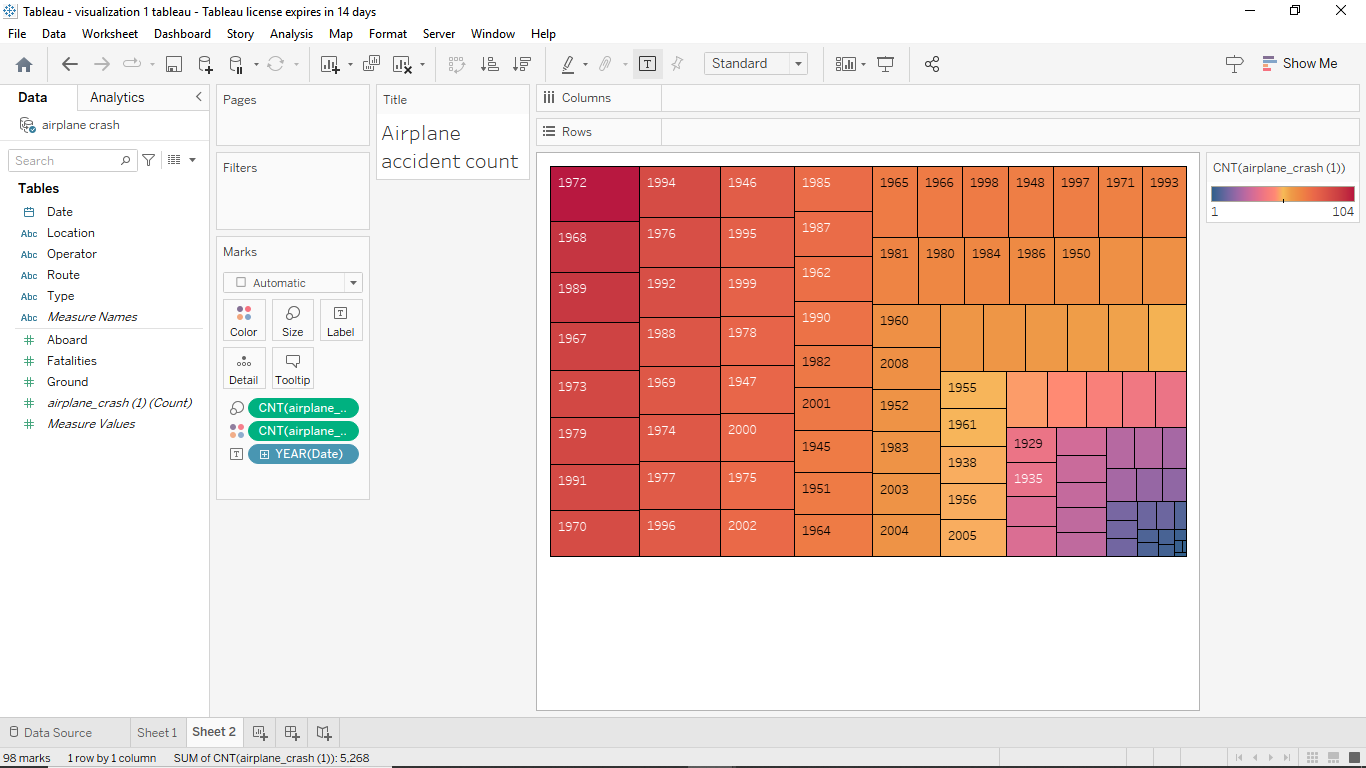 Tableau - visualization 1 tableau - Tableau license expires in 14 days
File Data Worksheet Dashboard Story Analysis Map Format Server Window Help
Standard
Show Me
Data Analytics
airplane crash
Search
Tables
Date
Abc Location
Abc Operator
Abc Route
Abc Type
Abc Measure Names
Aboard
Fatalities
Ground
airplane_crash (1) (Count)
Measure Values
Pages
Filters
Marks
Automatic
Color Size Label
Detail Tooltip
CNT(airplane_..
CNT(airplane_..
YEAR(Date)
Title
Airplane
accident count
Columns
Rows
1972
1968
1989
1967
1973
1979
1991
1970
1994
1976
1992
1988
1969
1974
1977
1996
1946
1995
1999
1978
1947
2000
1975
2002
1985
1987
1962
1990
1982
2001
1945
1951
1964
1965 1966 1998 1948 1997 1971 1993
1981 1980 1984 1986 1950
1960
2008
1952
1983
2003
2004
1955
1961
1938
1956
2005
1929
1935
CNT(airplane_crash (1))
1 104
Data Source Sheet 1 Sheet 2
98 marks 1 row by 1 column SUM of CNT(airplane_crash (1)): 5,268